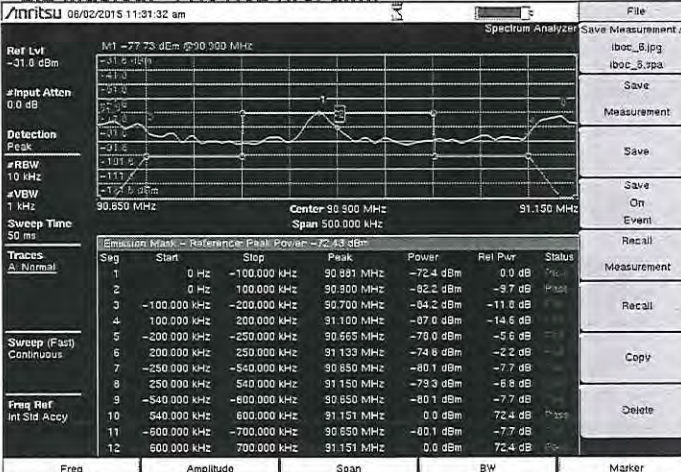 Anritsu 06/02/2015 11:31:32 am
Spectrum Analyzer
Ref Lvl
-31.8 dBm
#Input Atten
0.0 dB
Detection
Peak
#RBW
10 kHz
#VBW
1 kHz
Sweep Time
50 ms
Traces
A: Normal
Sweep (Fast)
Continuous
Freq Ref
Int Std Accy
M1 -77.73 dBm @90.900 MHz
90.650 MHz
Center 90.900 MHz
91.150 MHz
Span 500.000 kHz
Emission Mask - Reference Peak Power -72.43 dBm
Seg Start Stop Peak Power Rel Pwr Status
1 0 Hz -100.000 kHz 90.881 MHz -72.4 dBm 0.0 dB
2 0 Hz 100.000 kHz 90.900 MHz -82.2 dBm -9.7 dB Pass
3 -100.000 kHz -200.000 kHz 90.700 MHz -84.2 dBm -11.8 dB
4 100.000 kHz 200.000 kHz 91.100 MHz -87.0 dBm -14.6 dB
5 -200.000 kHz -250.000 kHz 90.665 MHz -78.0 dBm -5.6 dB
6 200.000 kHz 250.000 kHz 91.133 MHz -74.6 dBm -2.2 dB
7 -250.000 kHz -540.000 kHz 90.650 MHz -80.1 dBm -7.7 dB
8 250.000 kHz 540.000 kHz 91.150 MHz -79.3 dBm -6.8 dB
9 -540.000 kHz -600.000 kHz 90.650 MHz -80.1 dBm -7.7 dB
10 540.000 kHz 600.000 kHz 91.151 MHz 0.0 dBm 72.4 dB Pass
11 -600.000 kHz -700.000 kHz 90.650 MHz -80.1 dBm -7.7 dB
12 600.000 kHz 700.000 kHz 91.151 MHz 0.0 dBm 72.4 dB
File
Save Measurement
iboc_6.jpg
iboc_6.spa
Save
Measurement
Save
Save
On
Event
Recall
Measurement
Recall
Copy
Delete
Freq Amplitude Span BW Marker